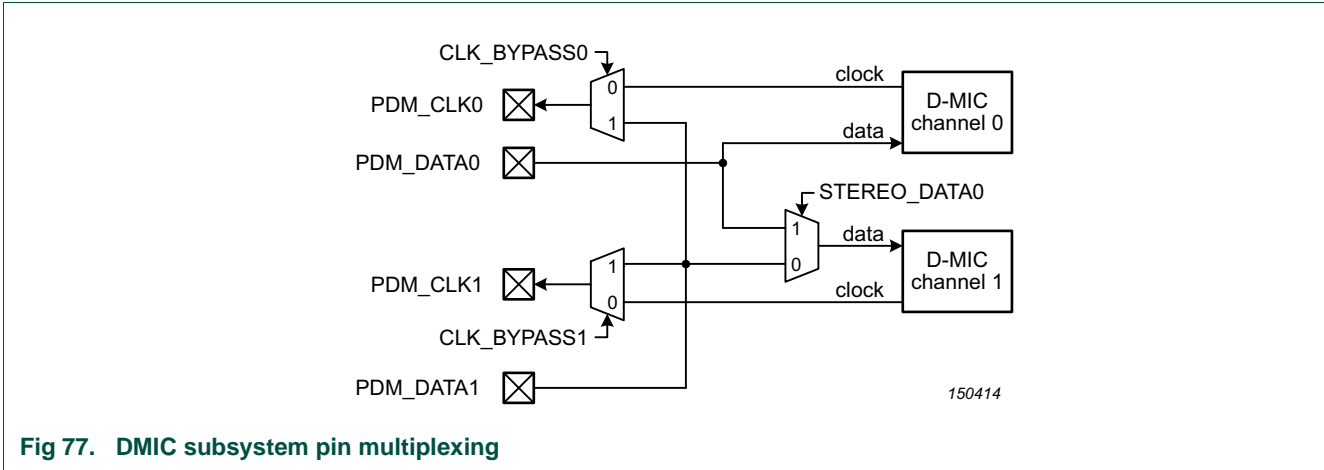 CLK_BYPASS0
clock
0
D-MIC
channel 0
PDM_CLK0
1
data
PDM_DATA0
STEREO_DATA0
1
data
D-MIC
channel 1
1
0
PDM_CLK1
clock
0
CLK_BYPASS1
PDM_DATA1
150414
Fig 77. DMIC subsystem pin multiplexing